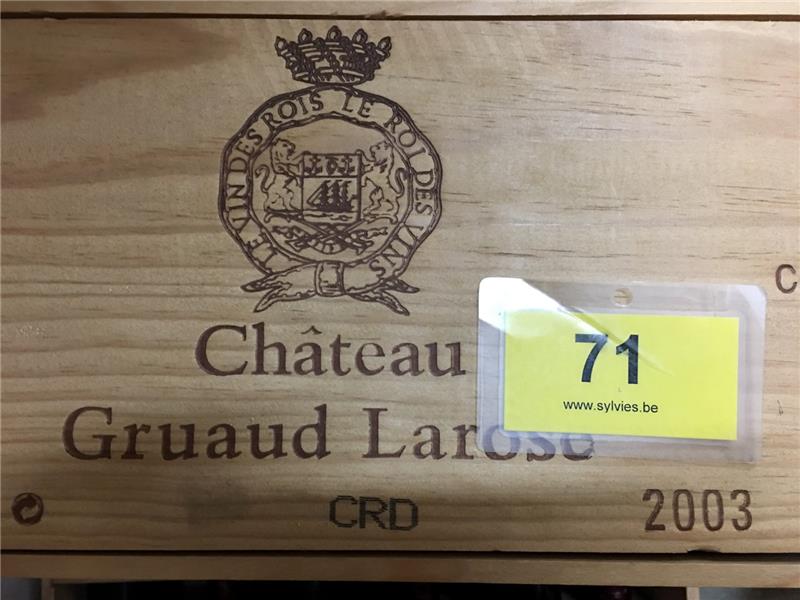 LE VIN DES ROIS LE ROI DES VINS
Château
Gruaud Larose
CRD
2003
C
71
www.sylvies.be